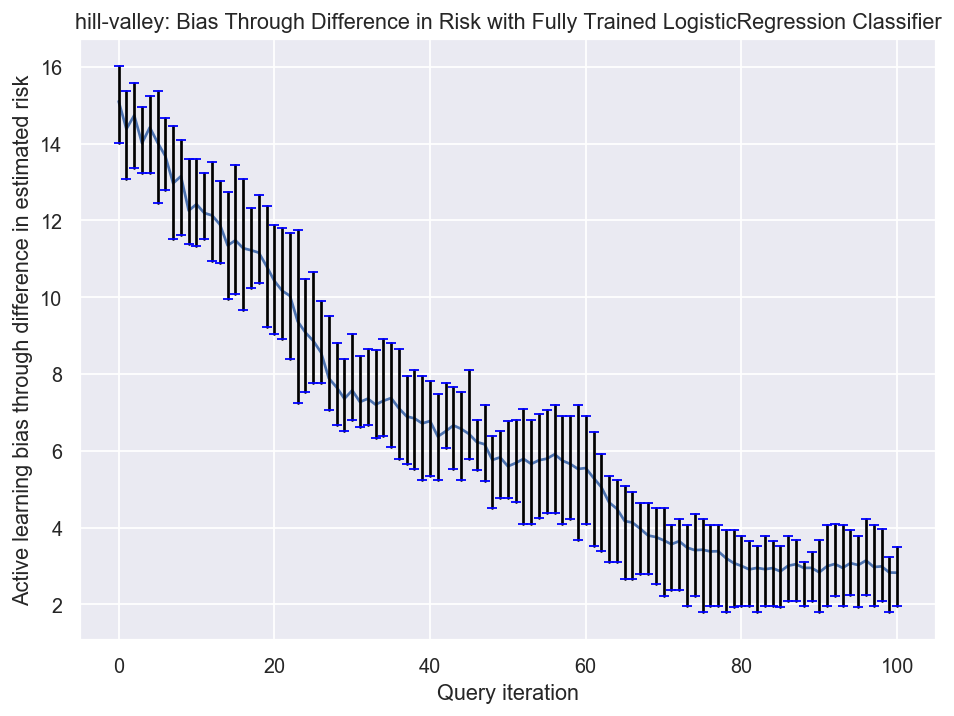 hill-valley: Bias Through Difference in Risk with Fully Trained LogisticRegression Classifier
Active learning bias through difference in estimated risk
16
14
12
10
8
6
4
2
0 20 40 60 80 100
Query iteration